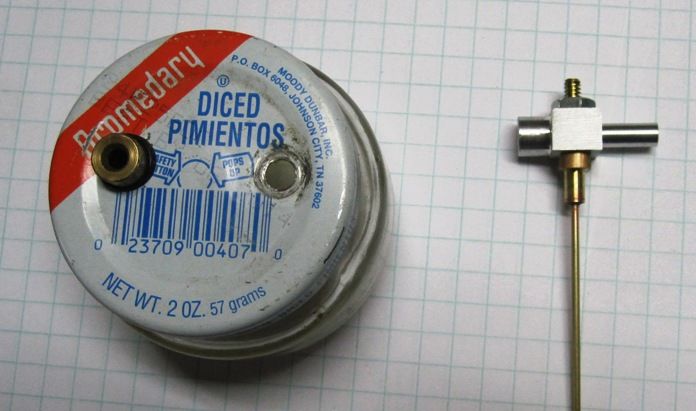 Dromedary
MOODY DUNBAR, INC.
P.O. BOX 6048, JOHNSON CITY, TN 37602
U
DICED
PIMIENTOS
SAFETY
BUTTON
POPS
UP
0 23709 00407 0
NET WT. 2 OZ. 57 grams